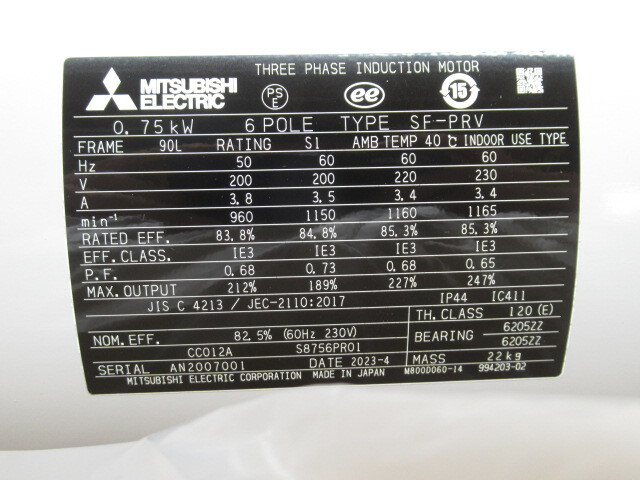 MITSUBISHI ELECTRIC
THREE PHASE INDUCTION MOTOR
PS E
ee
15
0.75kW 6 POLE TYPE SF-PRV
FRAME 90L RATING S1 AMB TEMP 40℃ INDOOR USE TYPE
Hz 50 60 60 60
V 200 200 220 230
A 3.8 3.5 3.4 3.4
min-1 960 1150 1160 1165
RATED EFF. 83.8% 84.8% 85.3% 85.3%
EFF.CLASS. IE3 IE3 IE3 IE3
P.F. 0.68 0.73 0.68 0.65
MAX.OUTPUT 212% 189% 227% 247%
JIS C 4213 / JEC-2110:2017 IP44 IC411
TH.CLASS 120(E)
NOM.EFF. 82.5% (60Hz 230V)
BEARING 6205ZZ
6205ZZ
CC012A S8756PR01
SERIAL AN2007001 DATE 2023-4 MASS 22kg
MITSUBISHI ELECTRIC CORPORATION MADE IN JAPAN M800D060-14 994203-02